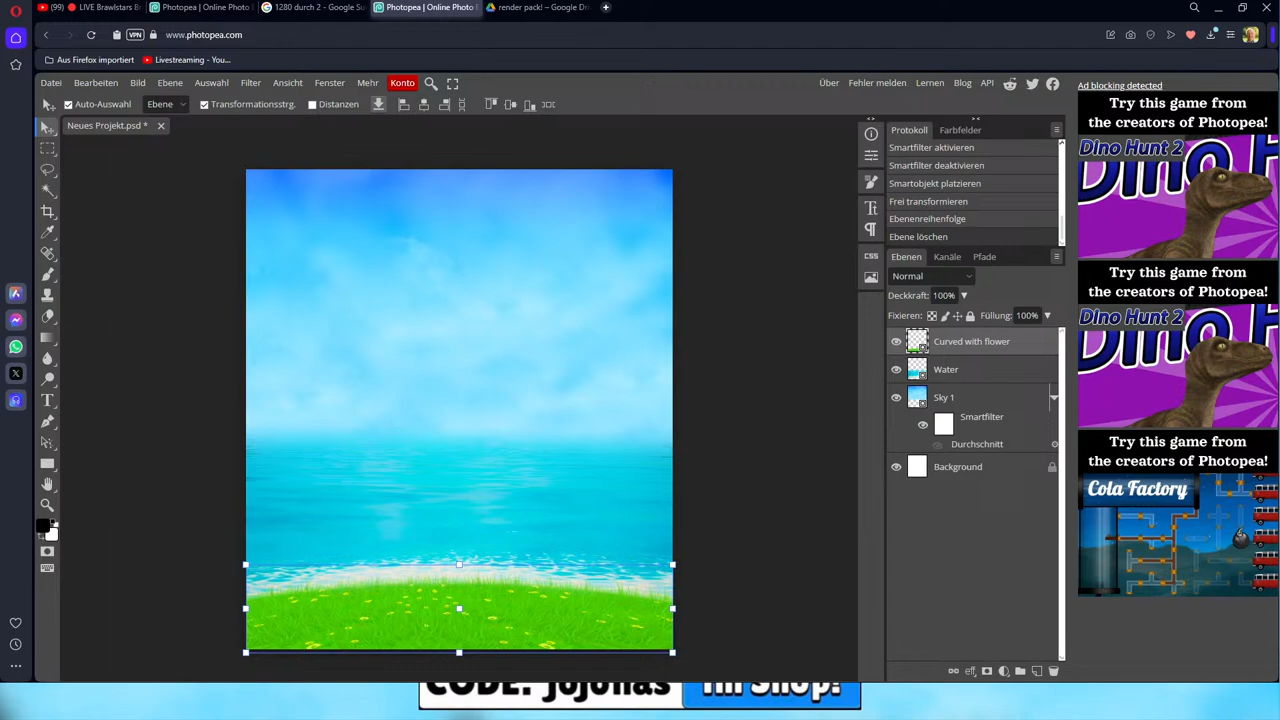 (99) 🔴 LIVE Brawlstars B
Photopea | Online Photo E
1280 durch 2 - Google Su
Photopea | Online Photo E
render pack! – Google Dri
VPN
www.photopea.com
Aus Firefox importiert
Livestreaming - You...
Datei Bearbeiten Bild Ebene Auswahl Filter Ansicht Fenster Mehr Konto
Über Fehler melden Lernen Blog API
Auto-Auswahl Ebene Transformationsstrg. Distanzen
Neues Projekt.psd *
Protokoll Farbfelder
Smartfilter aktivieren
Smartfilter deaktivieren
Smartobjekt platzieren
Frei transformieren
Ebenenreihenfolge
Ebene löschen
CSS
Ebenen Kanäle Pfade
Normal
Deckkraft: 100%
Fixieren: Füllung: 100%
Curved with flower
Water
Sky 1
Smartfilter
Durchschnitt
Background
eff
Ad blocking detected
Try this game from
the creators of Photopea!
Dino Hunt 2
Try this game from
the creators of Photopea!
Dino Hunt 2
Try this game from
the creators of Photopea!
Cola Factory
CODE: jojonas
im Shop!